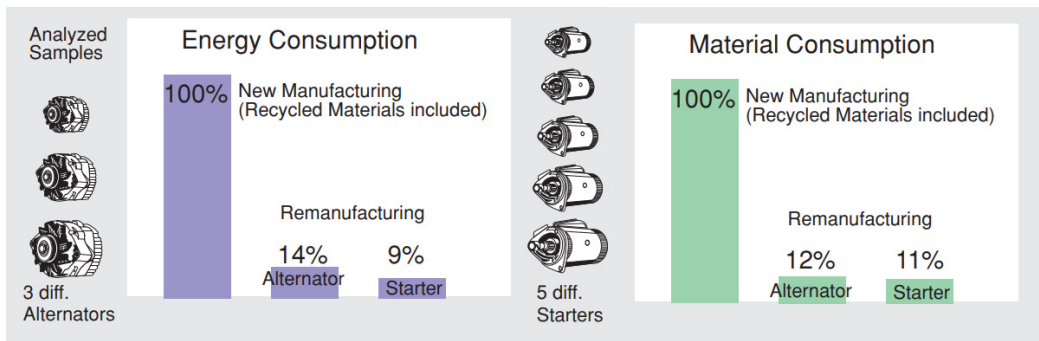 Analyzed
Samples
3 diff.
Alternators
Energy Consumption
100%
New Manufacturing
(Recycled Materials included)
Remanufacturing
14%
9%
Alternator
Starter
5 diff.
Starters
Material Consumption
100%
New Manufacturing
(Recycled Materials included)
Remanufacturing
12%
11%
Alternator
Starter